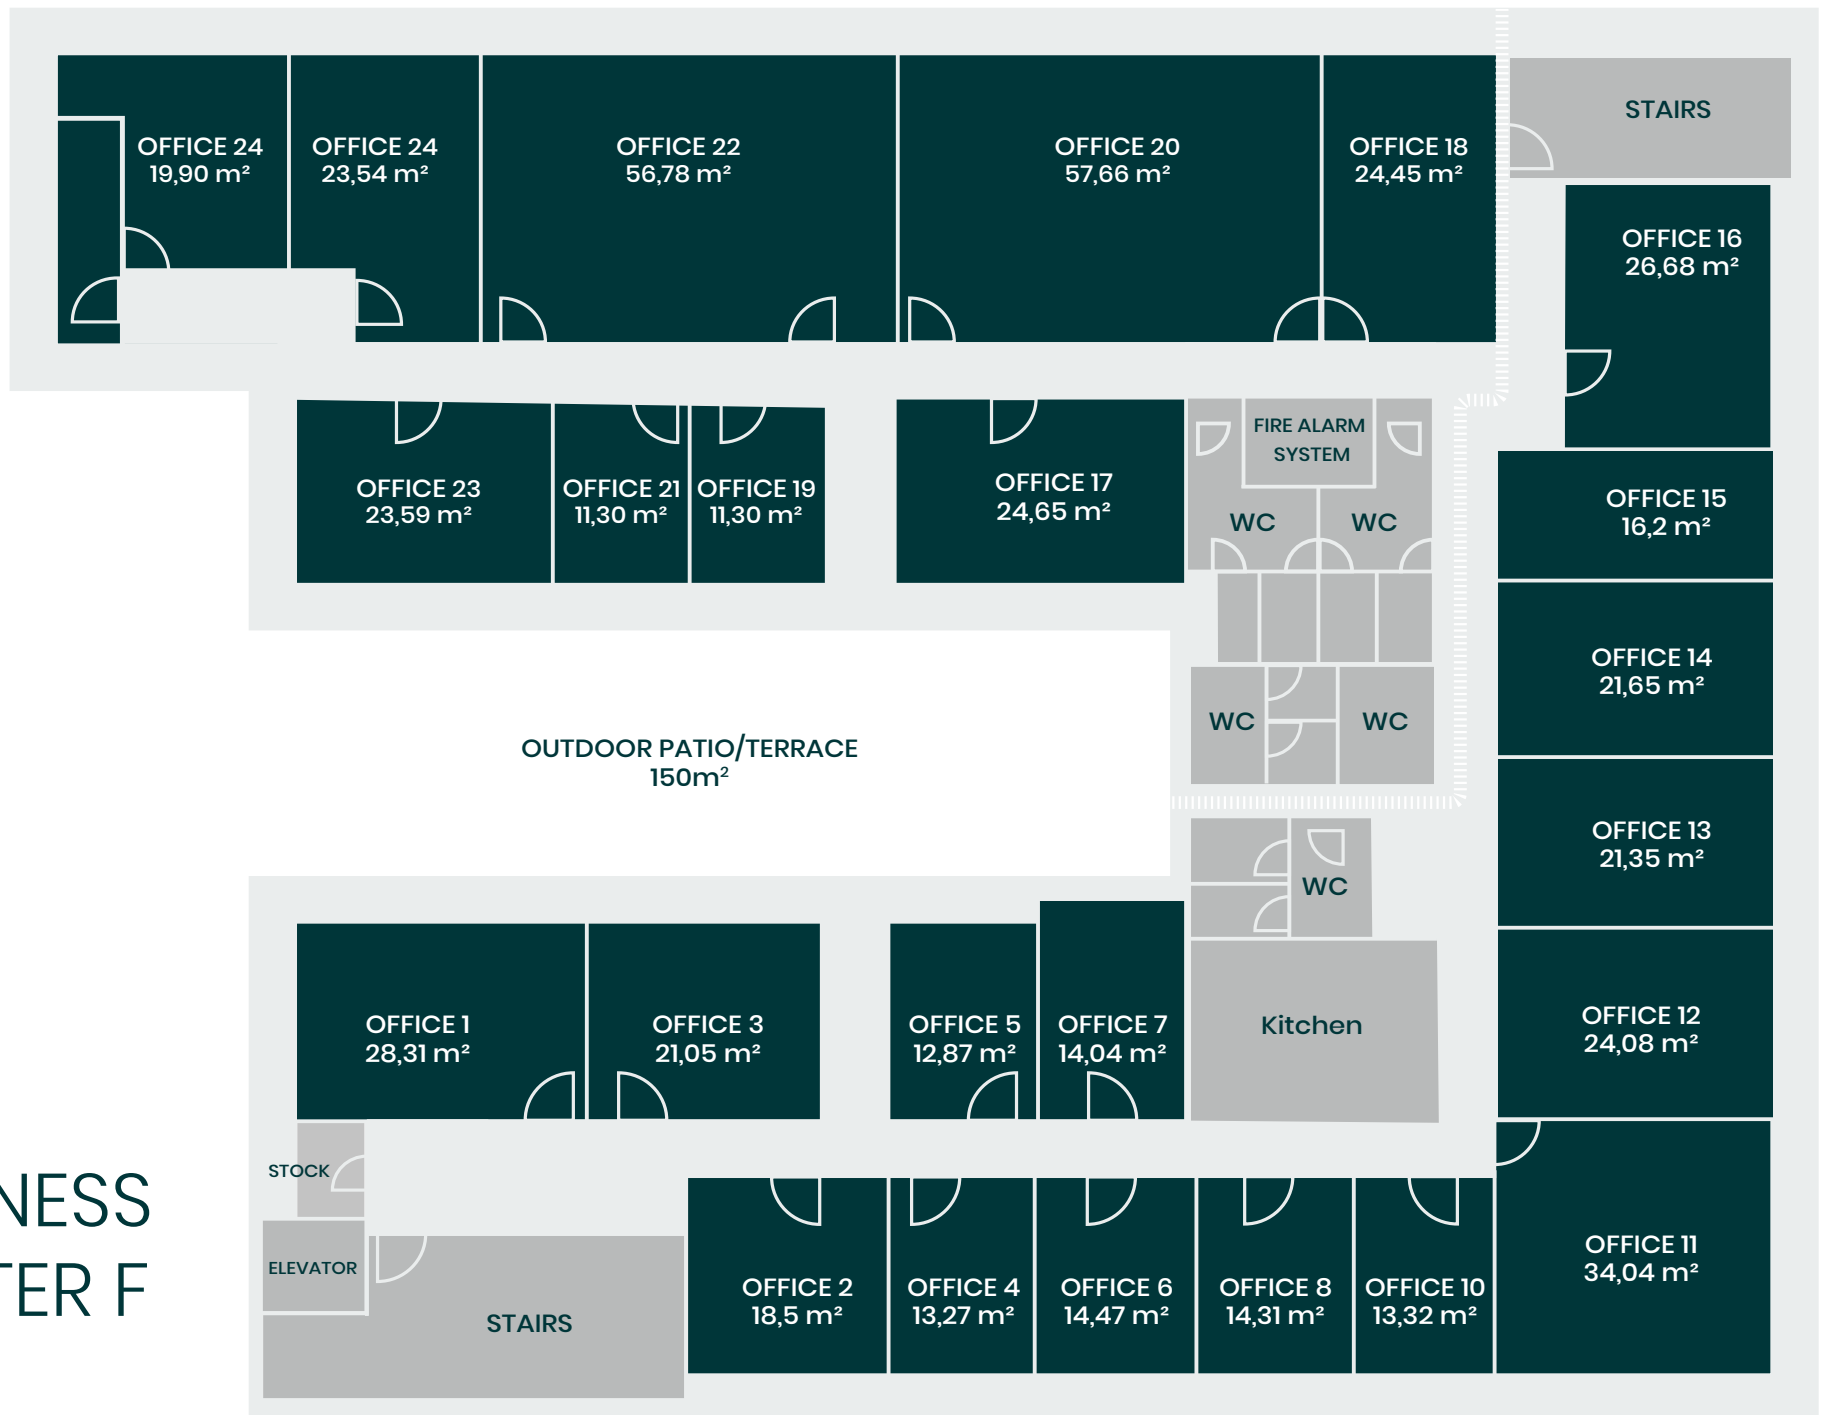 OFFICE 24
19,90 m²
OFFICE 24
23,54 m²
OFFICE 22
56,78 m²
OFFICE 20
57,66 m²
OFFICE 18
24,45 m²
STAIRS
OFFICE 16
26,68 m²
OFFICE 23
23,59 m²
OFFICE 21
11,30 m²
OFFICE 19
11,30 m²
OFFICE 17
24,65 m²
FIRE ALARM
SYSTEM
WC
WC
OFFICE 15
16,2 m²
OFFICE 14
21,65 m²
WC
WC
OUTDOOR PATIO/TERRACE
150m²
OFFICE 13
21,35 m²
WC
OFFICE 1
28,31 m²
OFFICE 3
21,05 m²
OFFICE 5
12,87 m²
OFFICE 7
14,04 m²
Kitchen
OFFICE 12
24,08 m²
STOCK
NESS
TER F
ELEVATOR
STAIRS
OFFICE 2
18,5 m²
OFFICE 4
13,27 m²
OFFICE 6
14,47 m²
OFFICE 8
14,31 m²
OFFICE 10
13,32 m²
OFFICE 11
34,04 m²